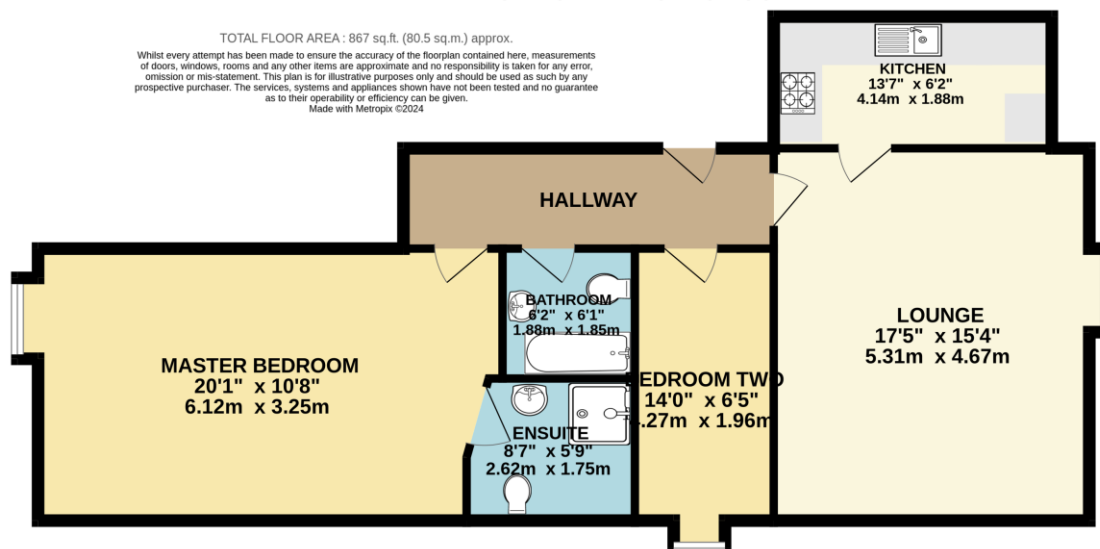 TOTAL FLOOR AREA : 867 sq.ft. (80.5 sq.m.) approx.
Whilst every attempt has been made to ensure the accuracy of the floorplan contained here, measurements
of doors, windows, rooms and any other items are approximate and no responsibility is taken for any error,
omission or mis-statement. This plan is for illustrative purposes only and should be used as such by any
prospective purchaser. The services, systems and appliances shown have not been tested and no guarantee
as to their operability or efficiency can be given.
Made with Metropix ©2024
KITCHEN
13'7" x 6'2"
4.14m x 1.88m
HALLWAY
BATHROOM
6'2" x 6'1"
1.88m x 1.85m
LOUNGE
17'5" x 15'4"
5.31m x 4.67m
MASTER BEDROOM
20'1" x 10'8"
6.12m x 3.25m
BEDROOM TWO
14'0" x 6'5"
4.27m x 1.96m
ENSUITE
8'7" x 5'9"
2.62m x 1.75m